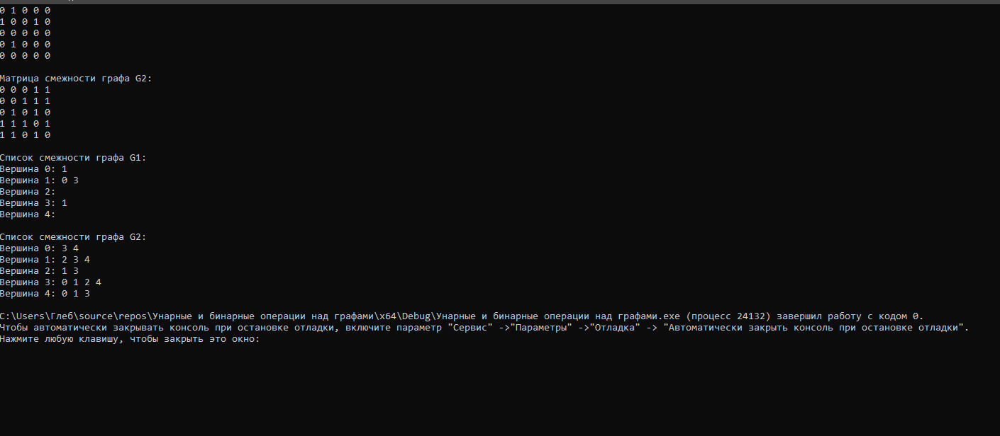 0 1 0 0 0
1 0 0 1 0
0 0 0 0 0
0 1 0 0 0
0 0 0 0 0
Матрица смежности графа G2:
0 0 0 1 1
0 0 1 1 1
0 1 0 1 0
1 1 1 0 1
1 1 0 1 0
Список смежности графа G1:
Вершина 0: 1
Вершина 1: 0 3
Вершина 2:
Вершина 3: 1
Вершина 4:
Список смежности графа G2:
Вершина 0: 3 4
Вершина 1: 2 3 4
Вершина 2: 1 3
Вершина 3: 0 1 2 4
Вершина 4: 0 1 3
C:\Users\Глеб\source\repos\Унарные и бинарные операции над графами\x64\Debug\Унарные и бинарные операции над графами.exe (процесс 24132) завершил работу с кодом 0.
Чтобы автоматически закрывать консоль при остановке отладки, включите параметр "Сервис" ->"Параметры" ->"Отладка" -> "Автоматически закрыть консоль при остановке отладки".
Нажмите любую клавишу, чтобы закрыть это окно: